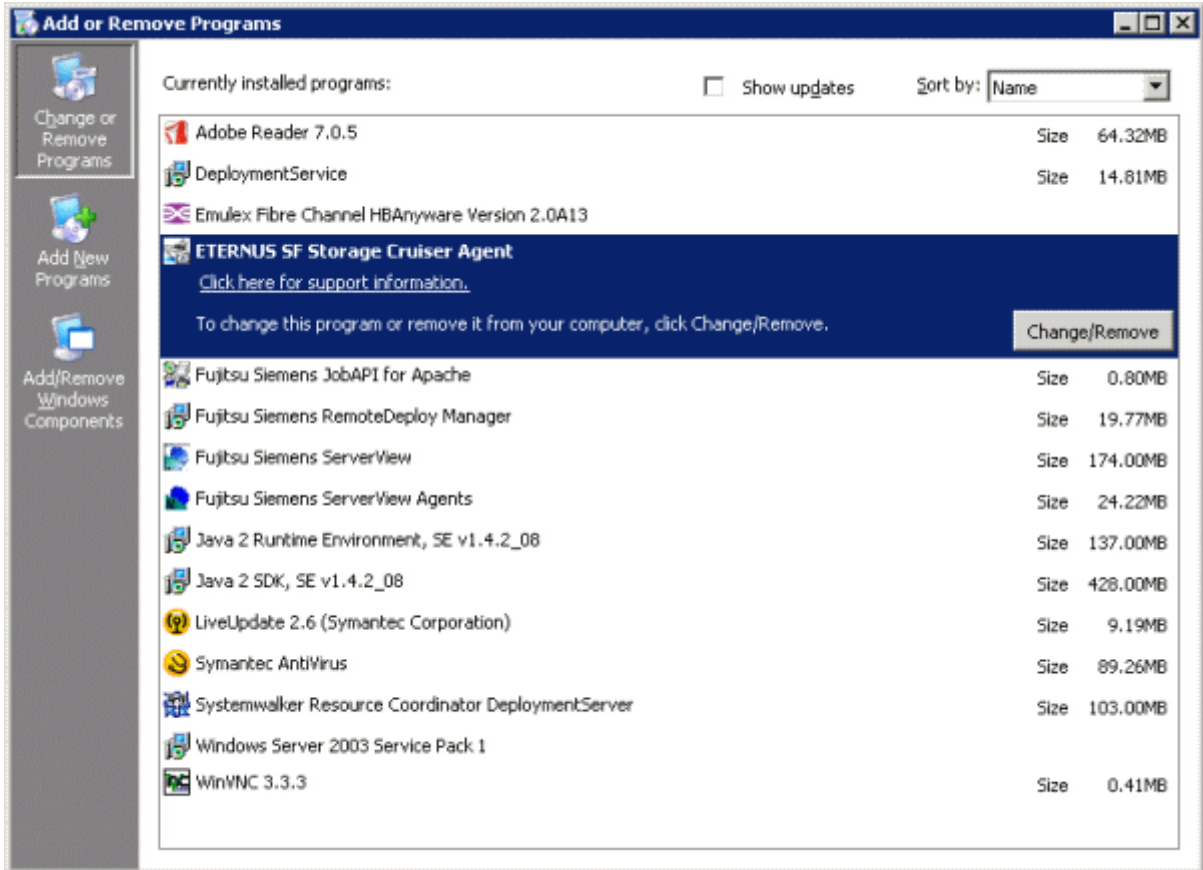 Add or Remove Programs
Change or
Remove
Programs
Add New
Programs
Add/Remove
Windows
Components
Currently installed programs: Show updates Sort by: Name
Adobe Reader 7.0.5 Size 64.32MB
DeploymentService Size 14.81MB
Emulex Fibre Channel HBAnyware Version 2.0A13
ETERNUS SF Storage Cruiser Agent
Click here for support information.
To change this program or remove it from your computer, click Change/Remove. Change/Remove
Fujitsu Siemens JobAPI for Apache Size 0.80MB
Fujitsu Siemens RemoteDeploy Manager Size 19.77MB
Fujitsu Siemens ServerView Size 174.00MB
Fujitsu Siemens ServerView Agents Size 24.22MB
Java 2 Runtime Environment, SE v1.4.2_08 Size 137.00MB
Java 2 SDK, SE v1.4.2_08 Size 428.00MB
LiveUpdate 2.6 (Symantec Corporation) Size 9.19MB
Symantec AntiVirus Size 89.26MB
Systemwalker Resource Coordinator DeploymentServer Size 103.00MB
Windows Server 2003 Service Pack 1
WinVNC 3.3.3 Size 0.41MB